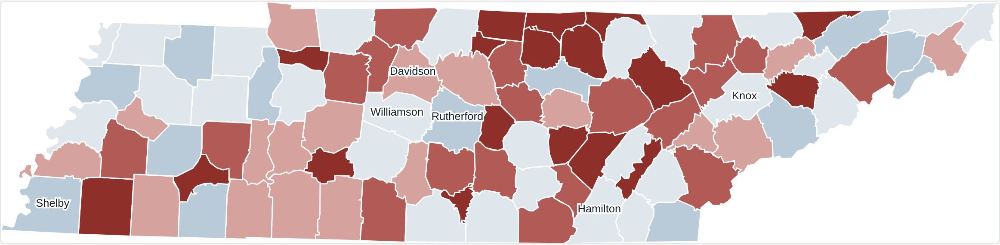 Davidson
Knox
Williamson
Rutherford
Shelby
Hamilton